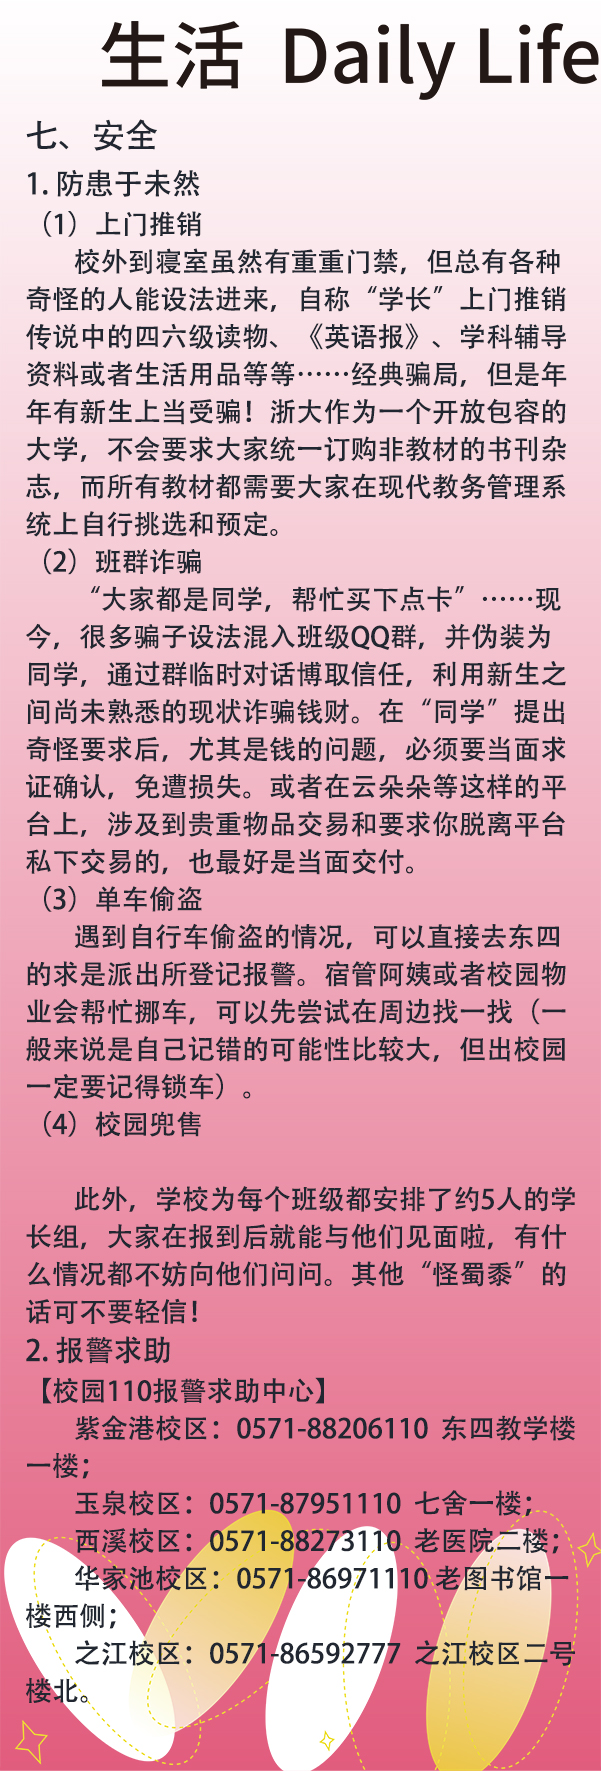 生活 Daily Life
七、安全
1. 防患于未然
（1）上门推销
校外到寝室虽然有重重门禁，但总有各种
奇怪的人能设法进来，自称“学长”上门推销
传说中的四六级读物、《英语报》、学科辅导
资料或者生活用品等等……经典骗局，但是年
年有新生上当受骗！浙大作为一个开放包容的
大学，不会要求大家统一订购非教材的书刊杂
志，而所有教材都需要大家在现代教务管理系
统上自行挑选和预定。
（2）班群诈骗
“大家都是同学，帮忙买下点卡”……现
今，很多骗子设法混入班级QQ群，并伪装为
同学，通过群临时对话博取信任，利用新生之
间尚未熟悉的现状诈骗钱财。在“同学”提出
奇怪要求后，尤其是钱的问题，必须要当面求
证确认，免遭损失。或者在云朵朵等这样的平
台上，涉及到贵重物品交易和要求你脱离平台
私下交易的，也最好是当面交付。
（3）单车偷盗
遇到自行车偷盗的情况，可以直接去东四
的求是派出所登记报警。宿管阿姨或者校园物
业会帮忙挪车，可以先尝试在周边找一找（一
般来说是自己记错的可能性比较大，但出校园
一定要记得锁车）。
（4）校园兜售
此外，学校为每个班级都安排了约5人的学
长组，大家在报到后就能与他们见面啦，有什
么情况都不妨向他们问问。其他“怪蜀黍”的
话可不要轻信！
2. 报警求助
【校园110报警求助中心】
紫金港校区：0571-88206110 东四教学楼
一楼；
玉泉校区：0571-87951110 七舍一楼；
西溪校区：0571-88273110 老医院二楼；
华家池校区：0571-86971110 老图书馆一
楼西侧；
之江校区：0571-86592777 之江校区二号
楼北。